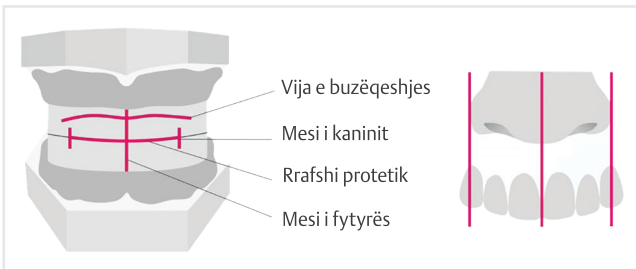 Vija e buzëqeshjes
Mesi i kaninit
Rrafshi protetik
Mesi i fytyrës